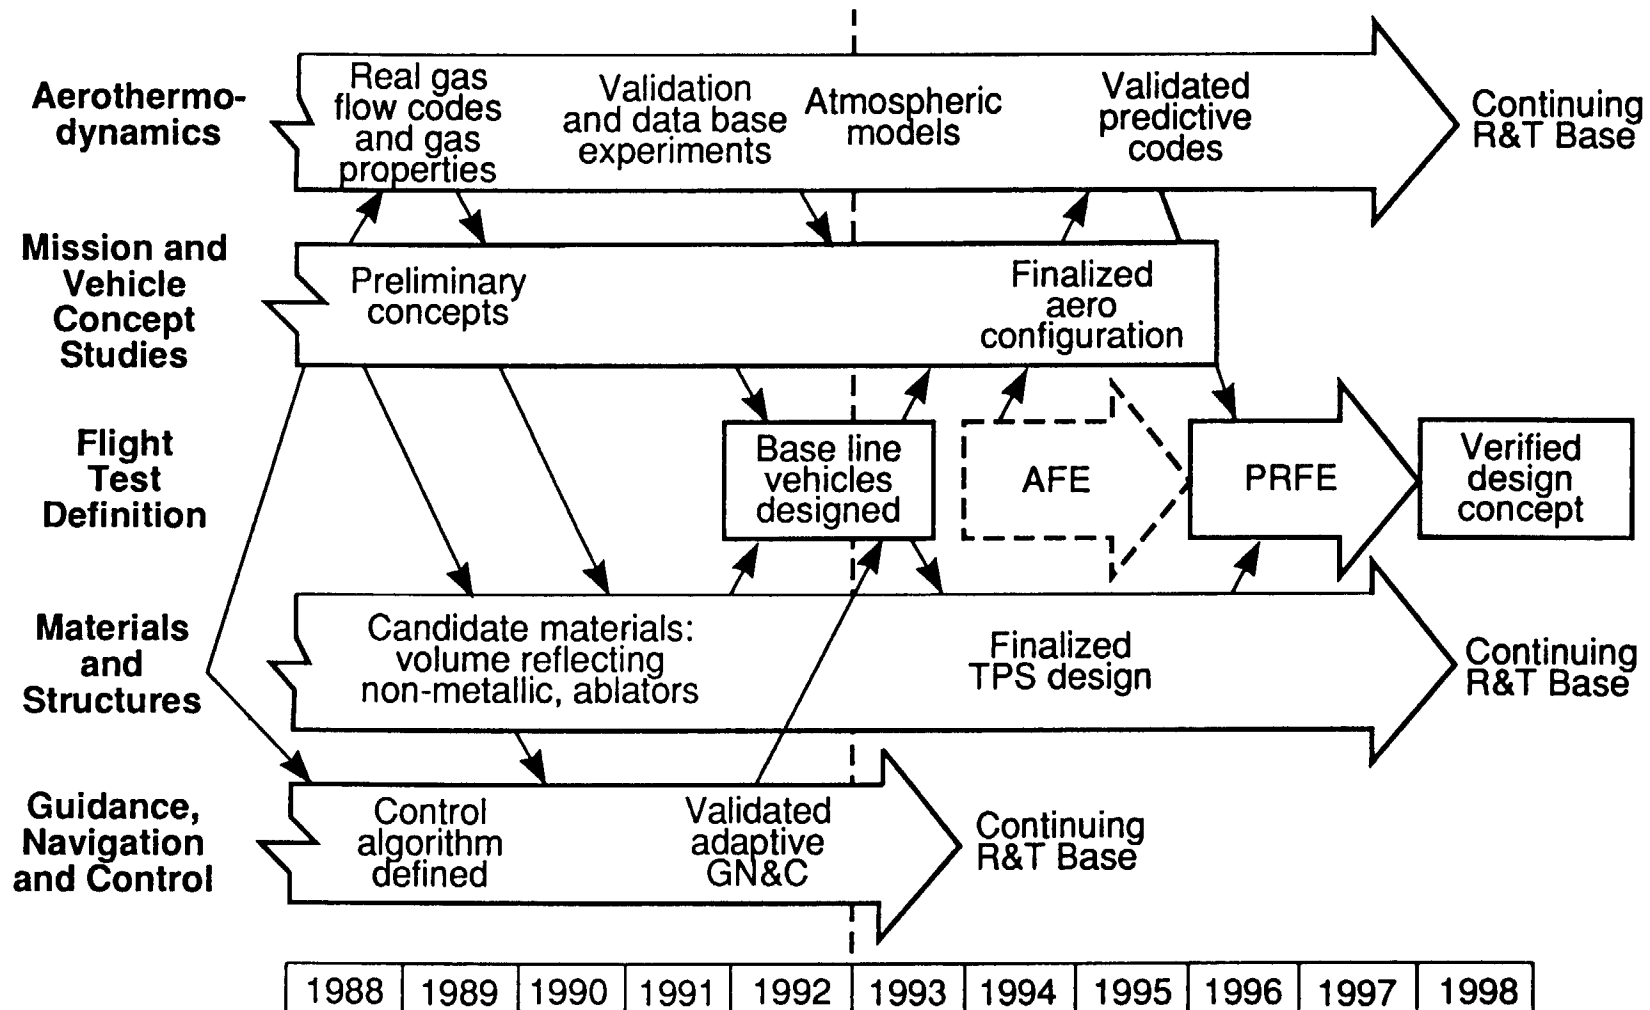 Aerothermo-
dynamics
Real gas
flow codes
and gas
properties
Validation
and data base
experiments
Atmospheric
models
Validated
predictive
codes
Continuing
R&T Base
Mission and
Vehicle
Concept
Studies
Preliminary
concepts
Finalized
aero
configuration
Flight
Test
Definition
Base line
vehicles
designed
AFE
PRFE
Verified
design
concept
Materials
and
Structures
Candidate materials:
volume reflecting
non-metallic, ablators
Finalized
TPS design
Continuing
R&T Base
Guidance,
Navigation
and Control
Control
algorithm
defined
Validated
adaptive
GN&C
Continuing
R&T Base
1988 1989 1990 1991 1992 1993 1994 1995 1996 1997 1998